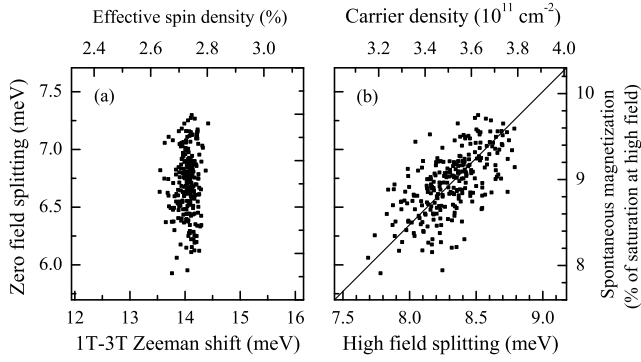 Effective spin density (%)
2.4 2.6 2.8 3.0
Carrier density (10¹¹ cm⁻²)
3.2 3.4 3.6 3.8 4.0
Zero field splitting (meV)
7.5
7.0
6.5
6.0
(a)
(b)
10
9
8
Spontaneous magnetization
(% of saturation at high field)
12 13 14 15 16
1T-3T Zeeman shift (meV)
7.5 8.0 8.5 9.0
High field splitting (meV)